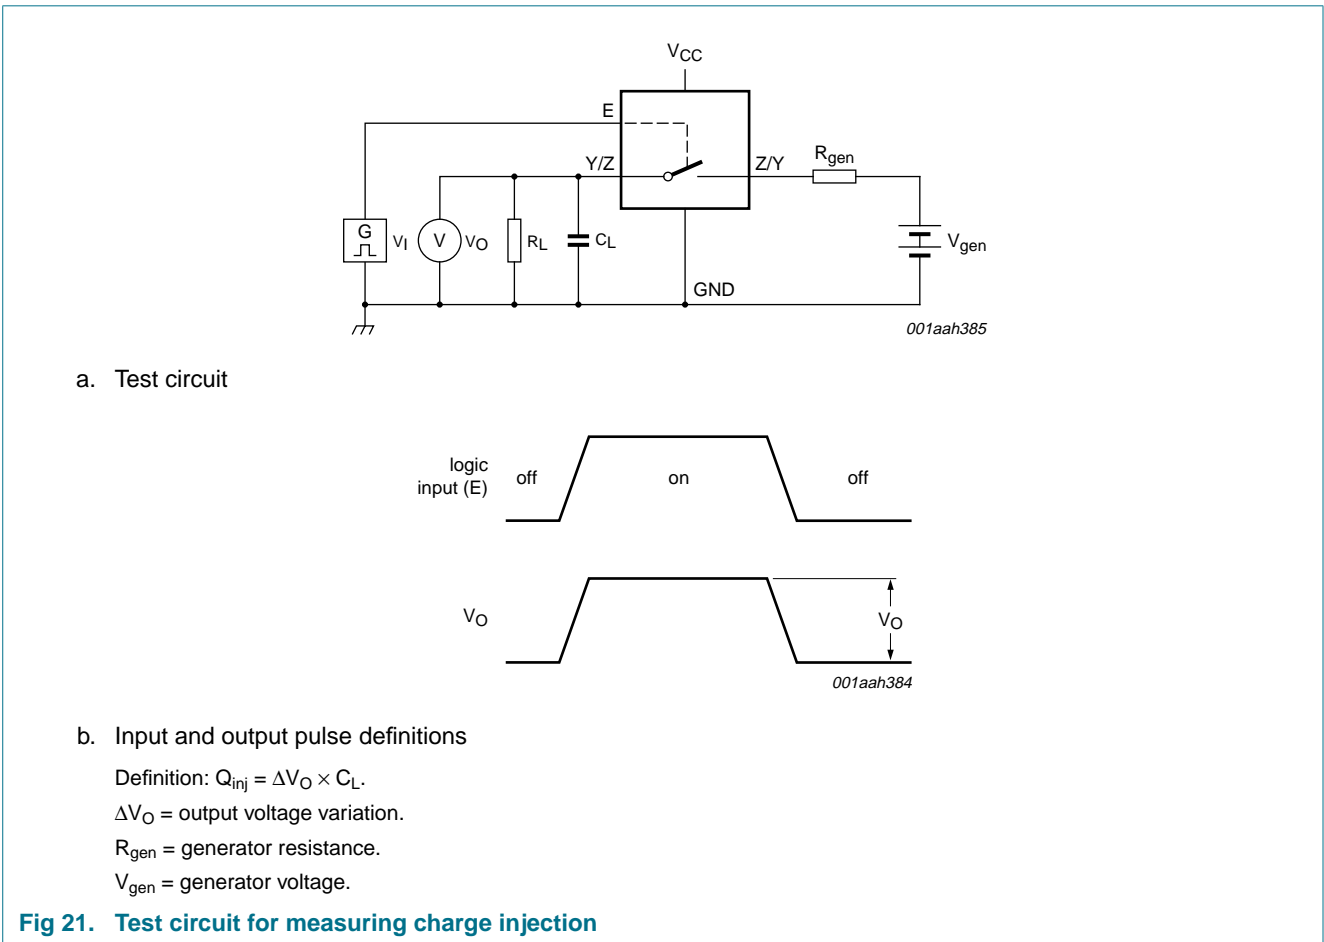 VCC
E
Y/Z
Z/Y
Rgen
G
VI
V
VO
RL
CL
Vgen
GND
001aah385
a. Test circuit
logic
input (E)
off
on
off
VO
VO
001aah384
b. Input and output pulse definitions
Definition: Qinj = ΔVO × CL.
ΔVO = output voltage variation.
Rgen = generator resistance.
Vgen = generator voltage.
Fig 21. Test circuit for measuring charge injection